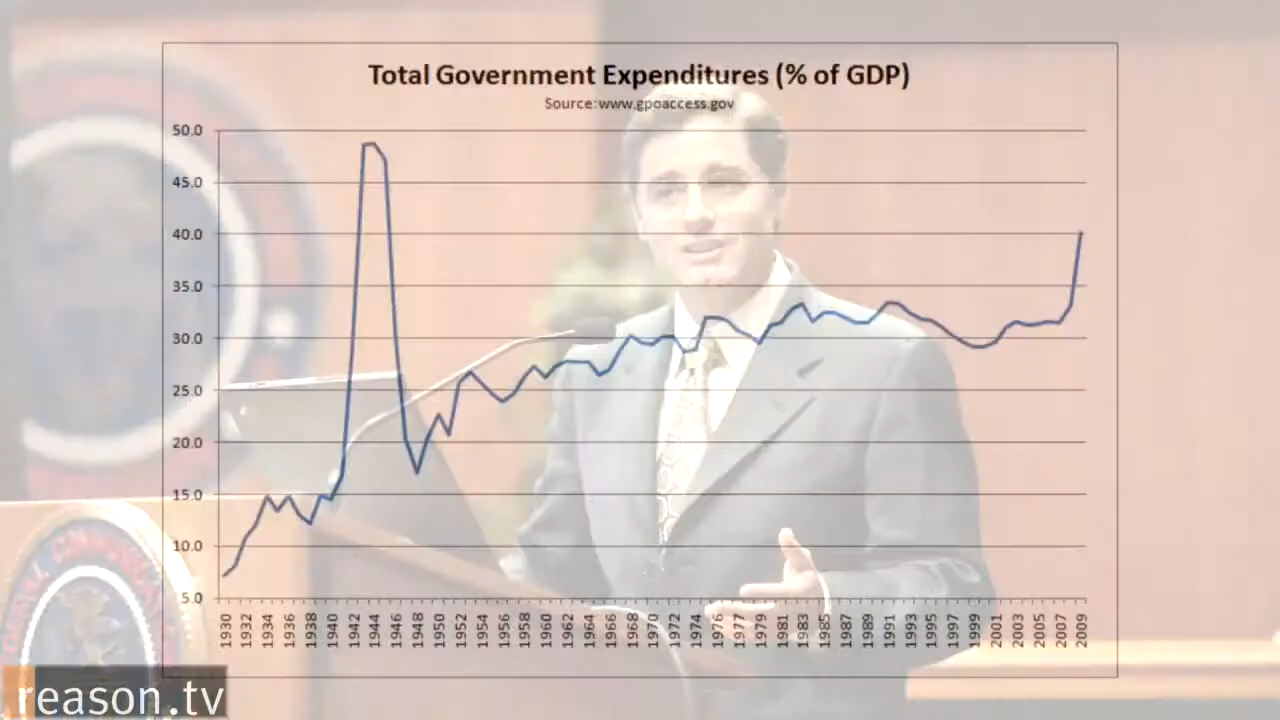 Total Government Expenditures (% of GDP)
Source: www.gpoaccess.gov
50.0
45.0
40.0
35.0
30.0
25.0
20.0
15.0
10.0
5.0
1930 1932 1934 1936 1938 1940 1942 1944 1946 1948 1950 1952 1954 1956 1958 1960 1962 1964 1966 1968 1970 1972 1974 1976 1977 1979 1981 1983 1985 1987 1989 1991 1993 1995 1997 1999 2001 2003 2005 2007 2009
reason.tv